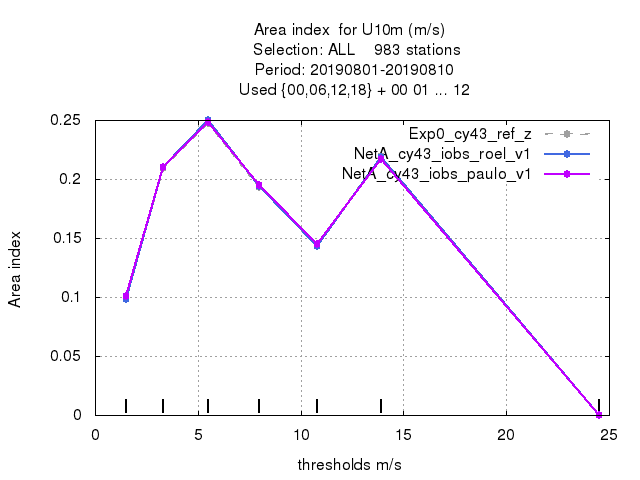 Area index  for U10m (m/s)
Selection: ALL    983 stations
Period: 20190801-20190810
Used {00,06,12,18} + 00 01 ... 12
Exp0_cy43_ref_z
NetA_cy43_iobs_roel_v1
NetA_cy43_iobs_paulo_v1
0.25
0.2
0.15
0.1
0.05
0
Area index
0 5 10 15 20 25
thresholds m/s